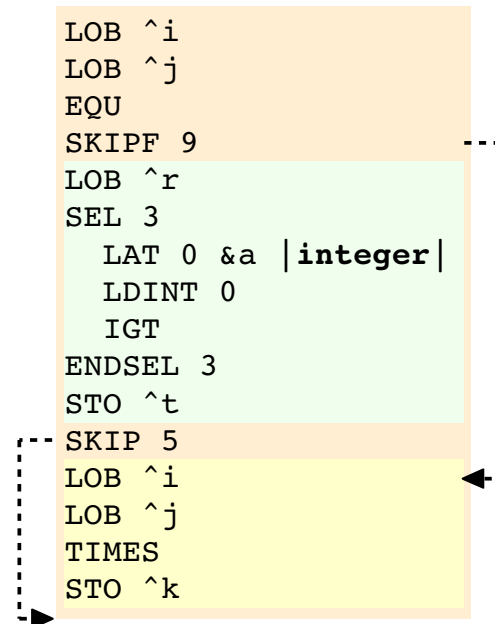 LOB ^i
LOB ^j
EQU
SKIPF 9
LOB ^r
SEL 3
LAT 0 &a |integer|
LDINT 0
IGT
ENDSEL 3
STO ^t
SKIP 5
LOB ^i
LOB ^j
TIMES
STO ^k